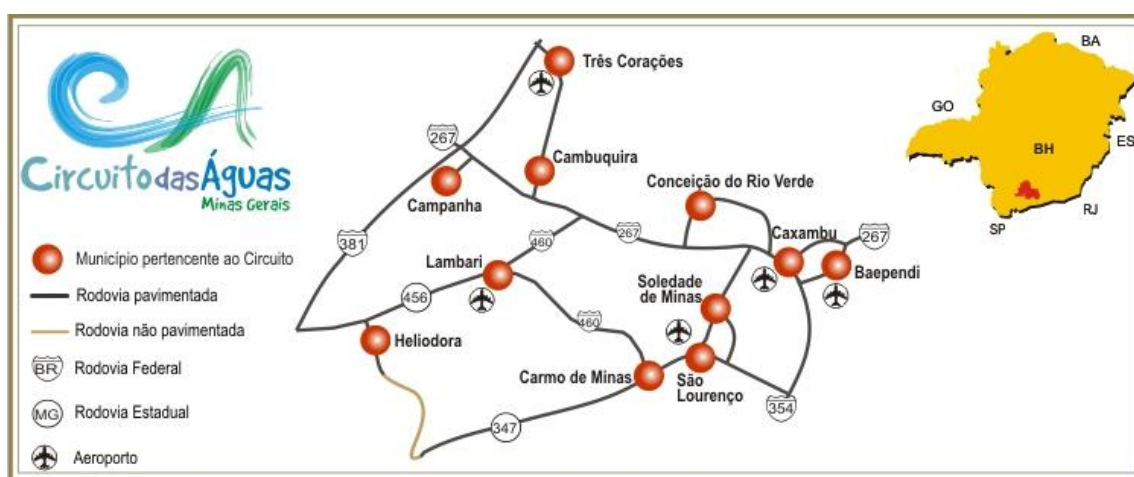 Circuito das Águas
Minas Gerais
Município pertencente ao Circuito
Rodovia pavimentada
Rodovia não pavimentada
BR Rodovia Federal
MG Rodovia Estadual
Aeroporto
Três Corações
267
Cambuquira
Campanha
Conceição do Rio Verde
381
460
267
Caxambu
267
Lambari
Baependi
456
Soledade
de Minas
460
Heliodora
Carmo de Minas
São
Lourenço
354
347
BA
GO
BH
ES
SP
RJ